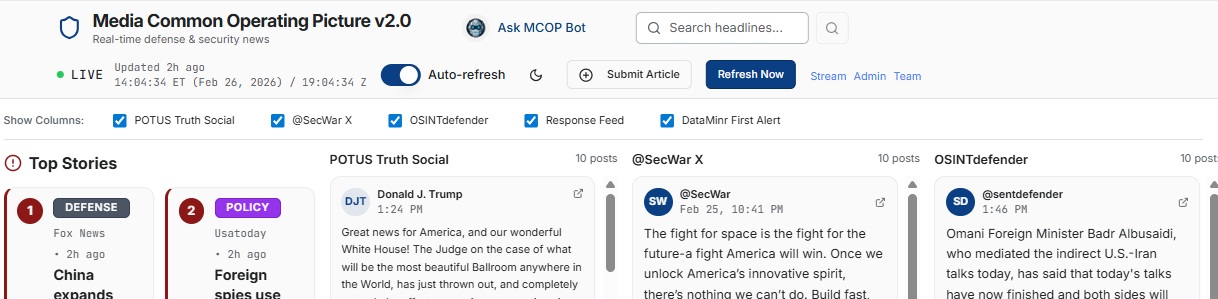 Media Common Operating Picture v2.0
Real-time defense & security news
Ask MCOP Bot
Search headlines...
LIVE
Updated 2h ago
14:04:34 ET (Feb 26, 2026) / 19:04:34 Z
Auto-refresh
Submit Article
Refresh Now
Stream Admin Team
Show Columns:
POTUS Truth Social
@SecWar X
OSINTdefender
Response Feed
DataMinr First Alert
Top Stories
1
DEFENSE
Fox News
• 2h ago
China
expands
2
POLICY
Usatoday
• 2h ago
Foreign
spies use
POTUS Truth Social
10 posts
DJT
Donald J. Trump
1:24 PM
Great news for America, and our wonderful
White House! The Judge on the case of what
will be the most beautiful Ballroom anywhere in
the World, has just thrown out, and completely
@SecWar X
10 posts
SW
@SecWar
Feb 25, 10:41 PM
The fight for space is the fight for the
future-a fight America will win. Once we
unlock America's innovative spirit,
there's nothing we can't do. Build fast,
OSINTdefender
10 posts
SD
@sentdefender
1:46 PM
Omani Foreign Minister Badr Albusaidi,
who mediated the indirect U.S.-Iran
talks today, has said that today's talks
have now finished and both sides will